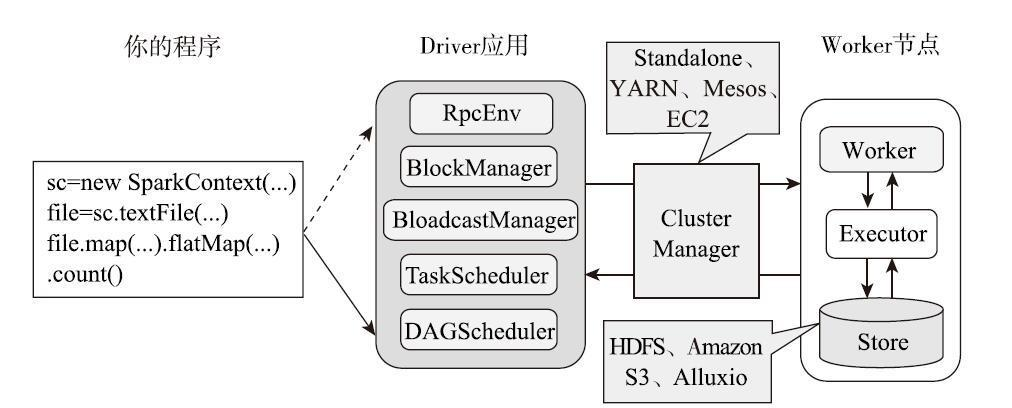 你的程序
Driver应用
Worker节点
sc=new SparkContext(...)
file=sc.textFile(...)
file.map(...).flatMap(...)
.count()
RpcEnv
BlockManager
BloadcastManager
TaskScheduler
DAGScheduler
Standalone、
YARN、Mesos、
EC2
Cluster
Manager
HDFS、Amazon
S3、Alluxio
Worker
Executor
Store